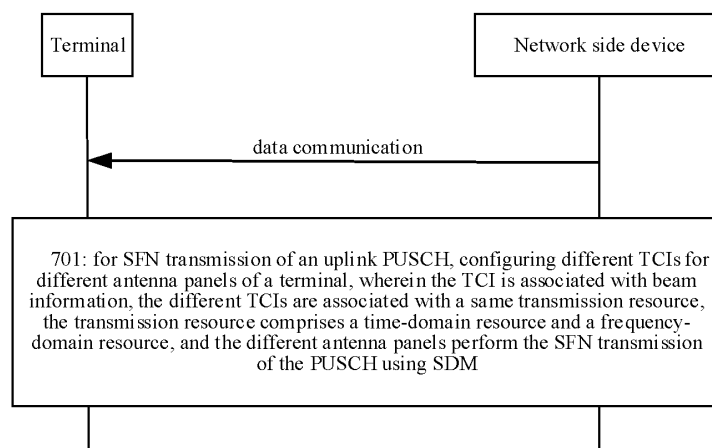 Terminal
Network side device
data communication
701: for SFN transmission of an uplink PUSCH, configuring different TCIs for
different antenna panels of a terminal, wherein the TCI is associated with beam
information, the different TCIs are associated with a same transmission resource,
the transmission resource comprises a time-domain resource and a frequency-
domain resource, and the different antenna panels perform the SFN transmission
of the PUSCH using SDM